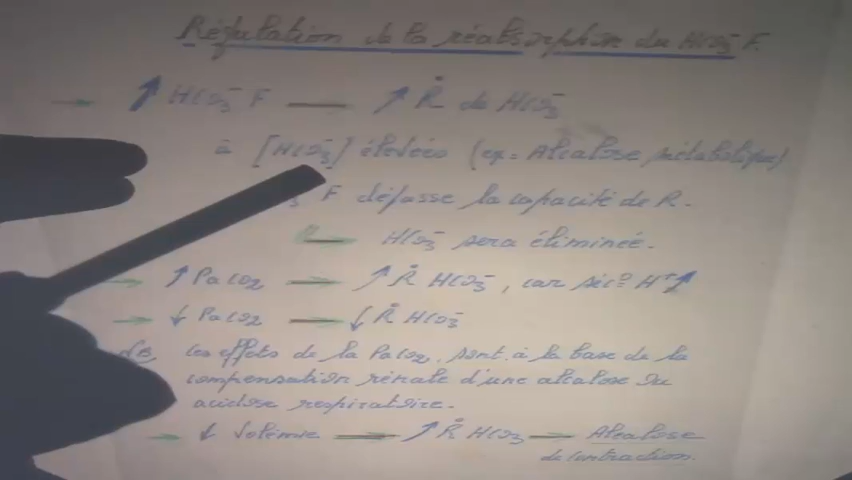 Régulation de la réabsorption du HCO3⁻ F.
→ ↑ HCO3⁻ F → ↑ R° de HCO3⁻
à [HCO3⁻] élevées (ex= Alcalose métabolique)
3 F dépasse la capacité de R.
HCO3⁻ sera éliminée.
→ ↑ PaCO2 → ↑ R° HCO3⁻, car séc° H⁺ ↑
→ ↓ PaCO2 → ↓ R° HCO3⁻
NB. Les effets de la PaCO2 sont à la base de la
compensation rénale d'une alcalose ou
acidose respiratoire.
→ ↓ Volémie → ↑ R° HCO3 → Alcalose
de contraction.